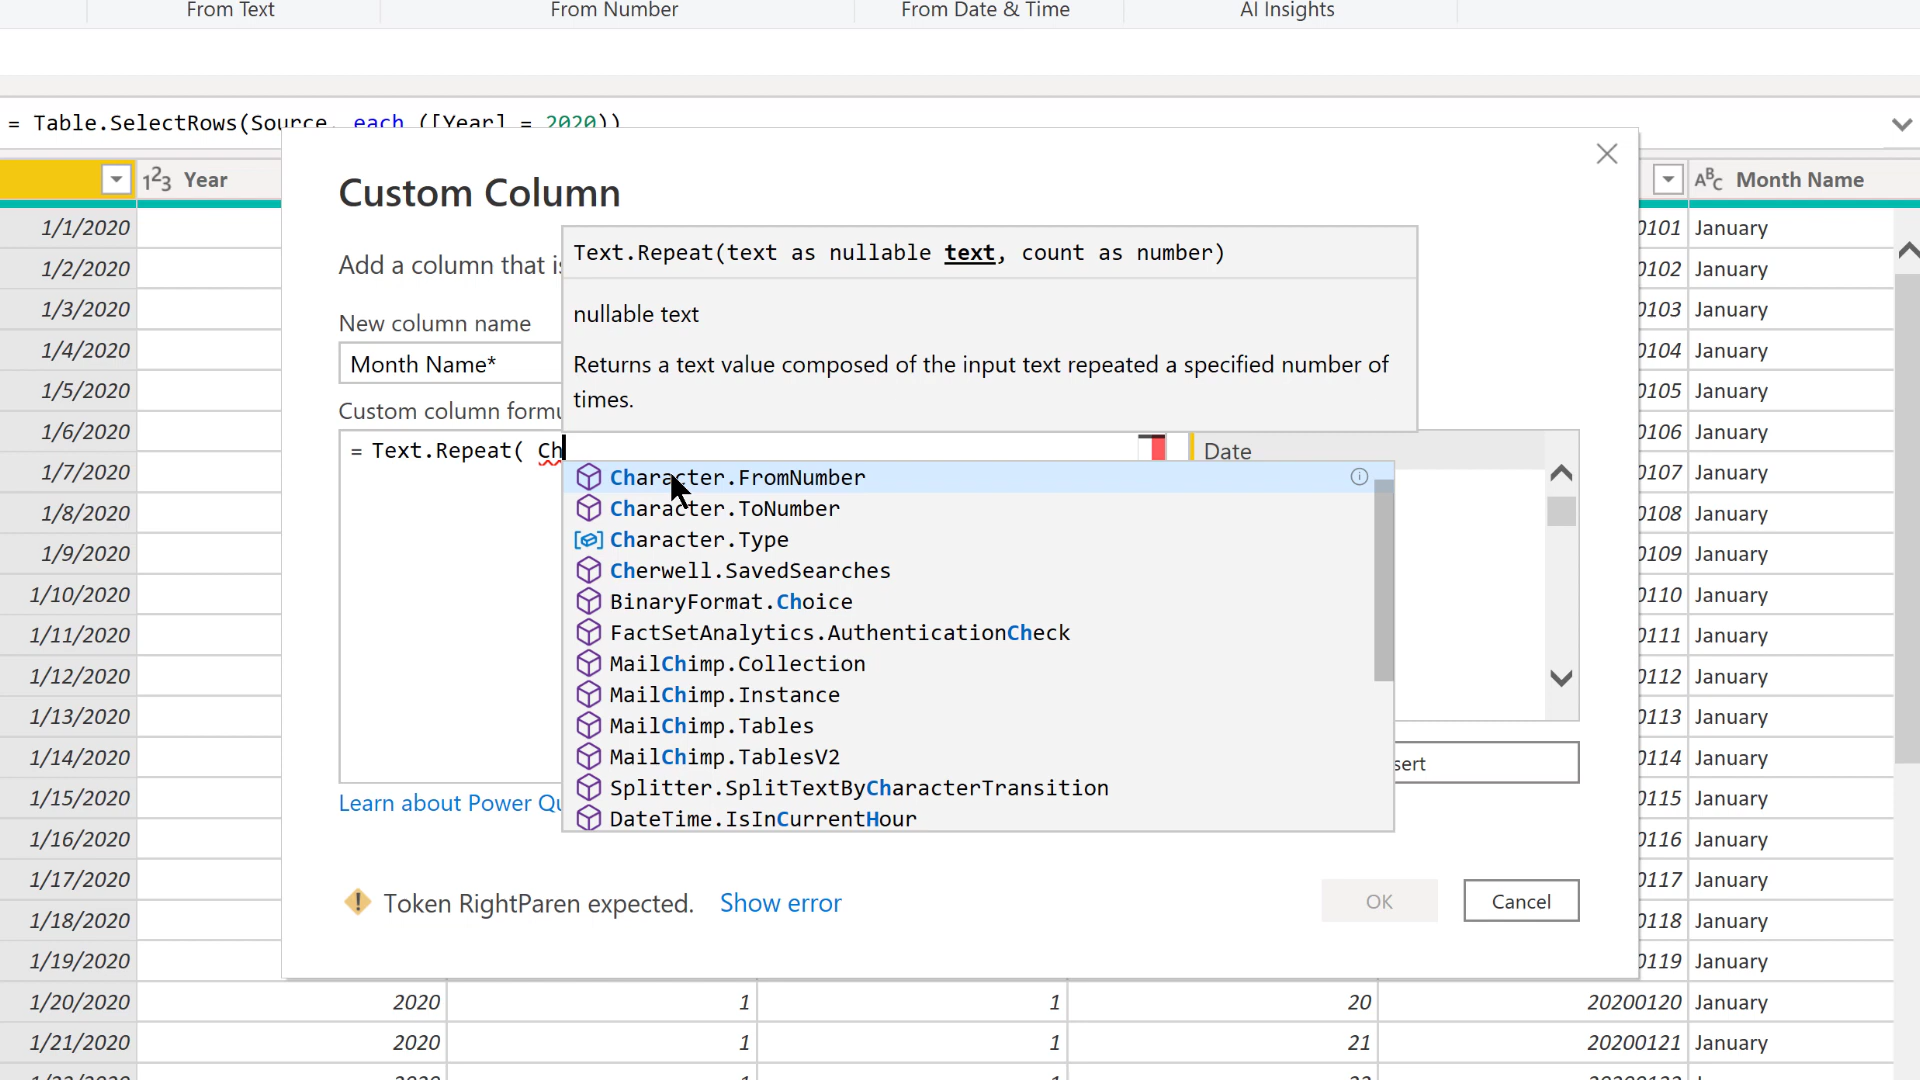 From Text From Number From Date & Time AI Insights
= Table.SelectRows(Source, each ([Year] = 2020))
1²3 Year
ABC Month Name
Custom Column
Add a column that is
New column name
Month Name*
Custom column formu
= Text.Repeat( Ch
Text.Repeat(text as nullable text, count as number)
nullable text
Returns a text value composed of the input text repeated a specified number of
times.
Character.FromNumber
Character.ToNumber
Character.Type
Cherwell.SavedSearches
BinaryFormat.Choice
FactSetAnalytics.AuthenticationCheck
MailChimp.Collection
MailChimp.Instance
MailChimp.Tables
MailChimp.TablesV2
Splitter.SplitTextByCharacterTransition
DateTime.IsInCurrentHour
Date
sert
Learn about Power Qu
Token RightParen expected. Show error
OK Cancel
1/1/2020 0101 January
1/2/2020 0102 January
1/3/2020 0103 January
1/4/2020 0104 January
1/5/2020 0105 January
1/6/2020 0106 January
1/7/2020 0107 January
1/8/2020 0108 January
1/9/2020 0109 January
1/10/2020 0110 January
1/11/2020 0111 January
1/12/2020 0112 January
1/13/2020 0113 January
1/14/2020 0114 January
1/15/2020 0115 January
1/16/2020 0116 January
1/17/2020 0117 January
1/18/2020 0118 January
1/19/2020 0119 January
1/20/2020 2020 1 1 20 20200120 January
1/21/2020 2020 1 1 21 20200121 January